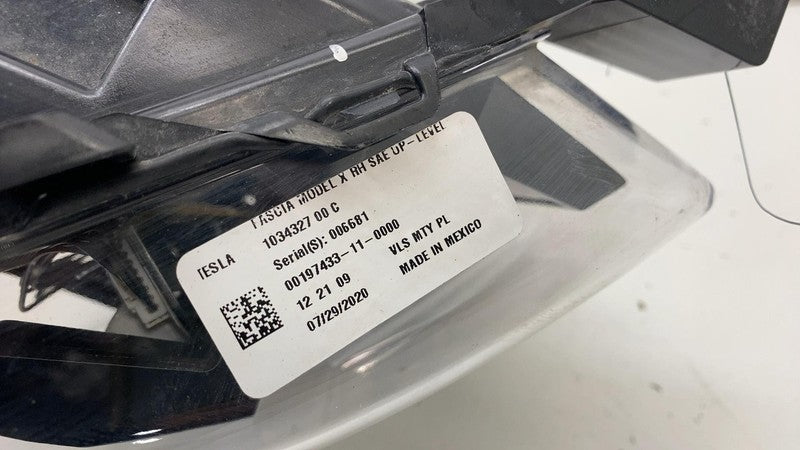 TESLA
FASCIA MODEL X RH SAE UP-LEVEL
1034327 00 C
Serial(S): 006681
00197433-11-0000
12 21 09 VLS MTY PL
07/29/2020 MADE IN MEXICO